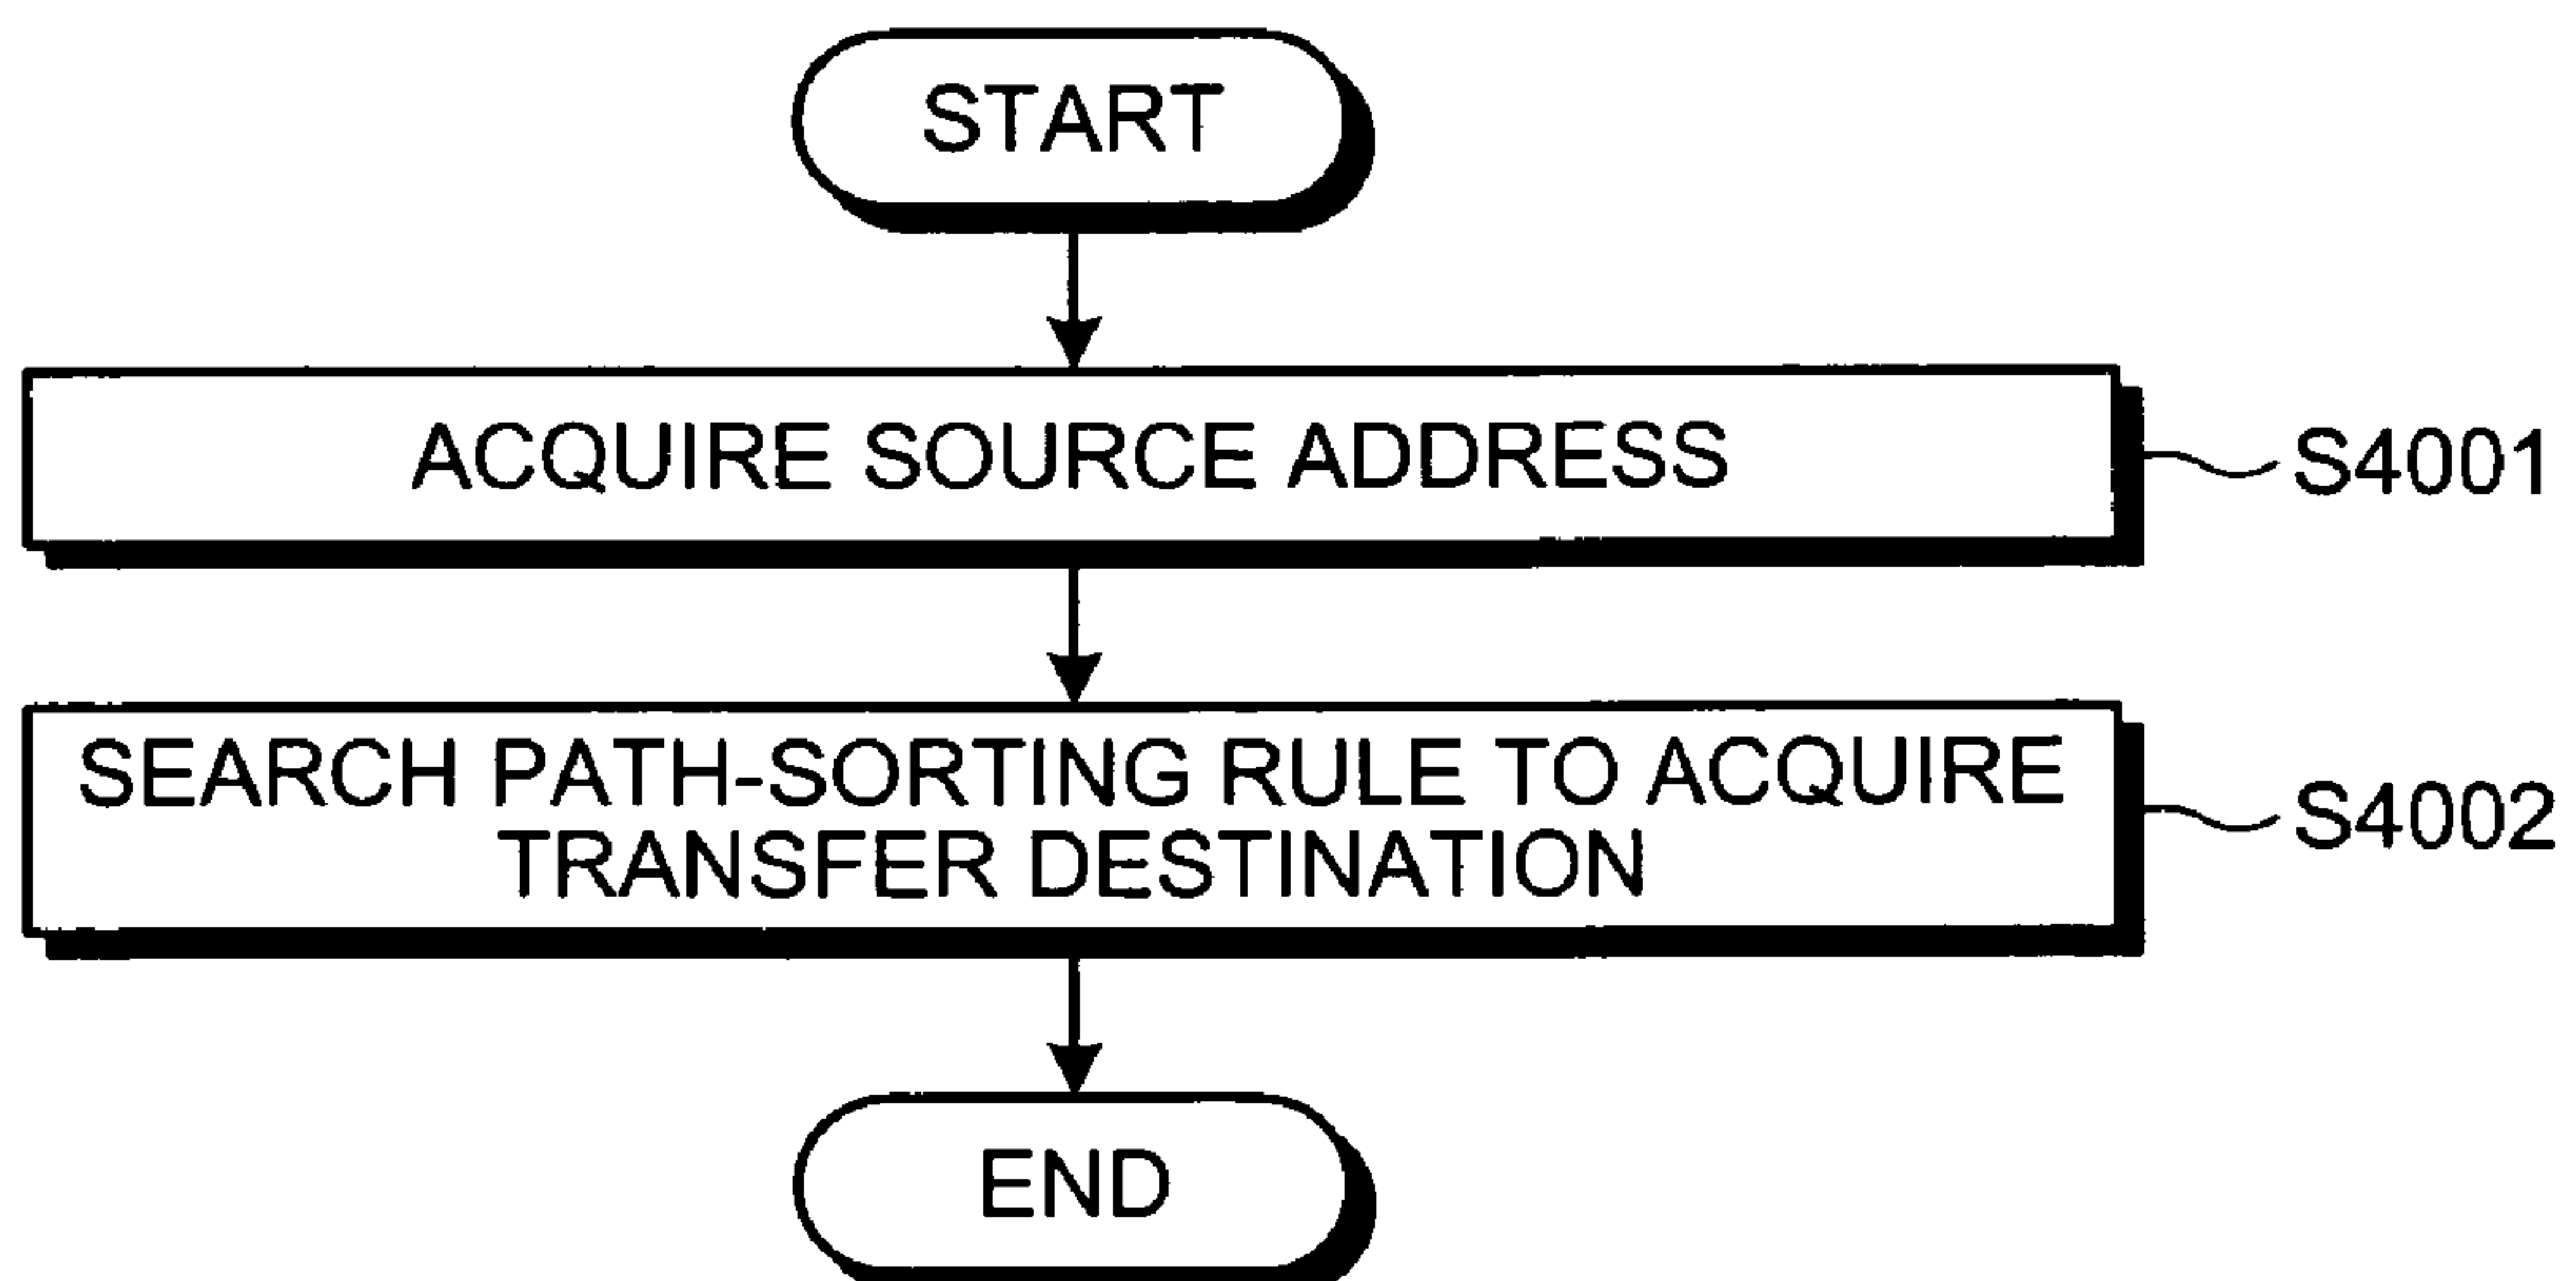 START
ACQUIRE SOURCE ADDRESS
S4001
SEARCH PATH-SORTING RULE TO ACQUIRE
TRANSFER DESTINATION
S4002
END